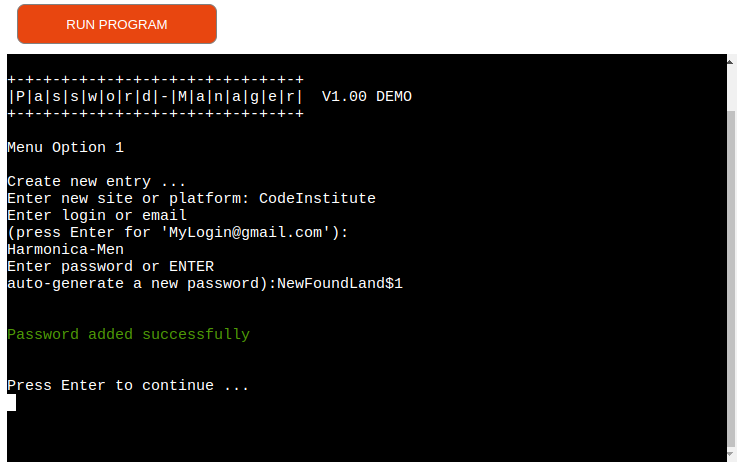 RUN PROGRAM
+-+-+-+-+-+-+-+-+-+-+-+-+-+-+-+-+
|P|a|s|s|w|o|r|d|-|M|a|n|a|g|e|r|  V1.00 DEMO
+-+-+-+-+-+-+-+-+-+-+-+-+-+-+-+-+
Menu Option 1
Create new entry ...
Enter new site or platform: CodeInstitute
Enter login or email
(press Enter for 'MyLogin@gmail.com'):
Harmonica-Men
Enter password or ENTER
auto-generate a new password):NewFoundLand$1
Password added successfully
Press Enter to continue ...